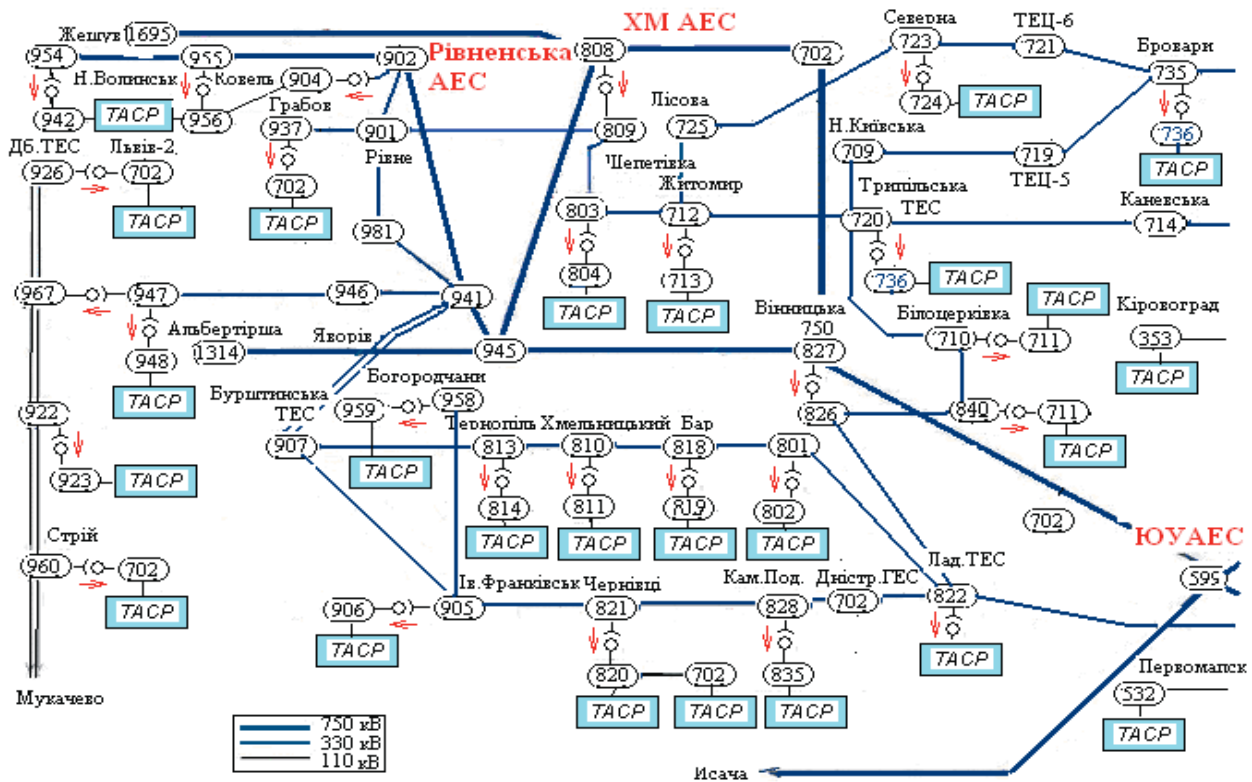 Жешув 1695
ХМ АЕС
Северна
ТЕЦ-6
954
955
902
Рівненська
АЕС
808
702
723
721
Бровари
735
Н.Волинськ
Ковель
904
942
ТАСР
956
Грабов
937
901
809
Лісова
725
724
ТАСР
736
ТАСР
Н.Київська
709
719
ТЕЦ-5
Дб.ТЕС
Львів-2
926
702
ТАСР
702
ТАСР
Рівне
Шепетівка
Житомир
803
712
Трипільська
ТЕС
720
Каневська
714
981
804
ТАСР
713
ТАСР
736
ТАСР
ТАСР
967
947
946
941
Вінницька
750
827
Білоцерківка
710
711
Кіровоград
353
ТАСР
Альбертірша
1314
Яворів
945
948
ТАСР
Бурштинська
ТЕС
Богородчани
959
958
826
840
711
ТАСР
922
923
ТАСР
907
ТАСР
Тернопіль
Хмельницький
Бар
813
810
818
801
814
811
819
802
ТАСР
ТАСР
ТАСР
ТАСР
702
ЮУАЕС
599
Стрій
960
702
ТАСР
Ів.Франківськ
Чернівці
Кам.Под.
Дністр.ГЕС
Лад.ТЕС
906
905
821
828
702
822
ТАСР
ТАСР
820
702
835
ТАСР
ТАСР
ТАСР
Первомапск
532
ТАСР
Мукачево
750 кВ
330 кВ
110 кВ
Исача